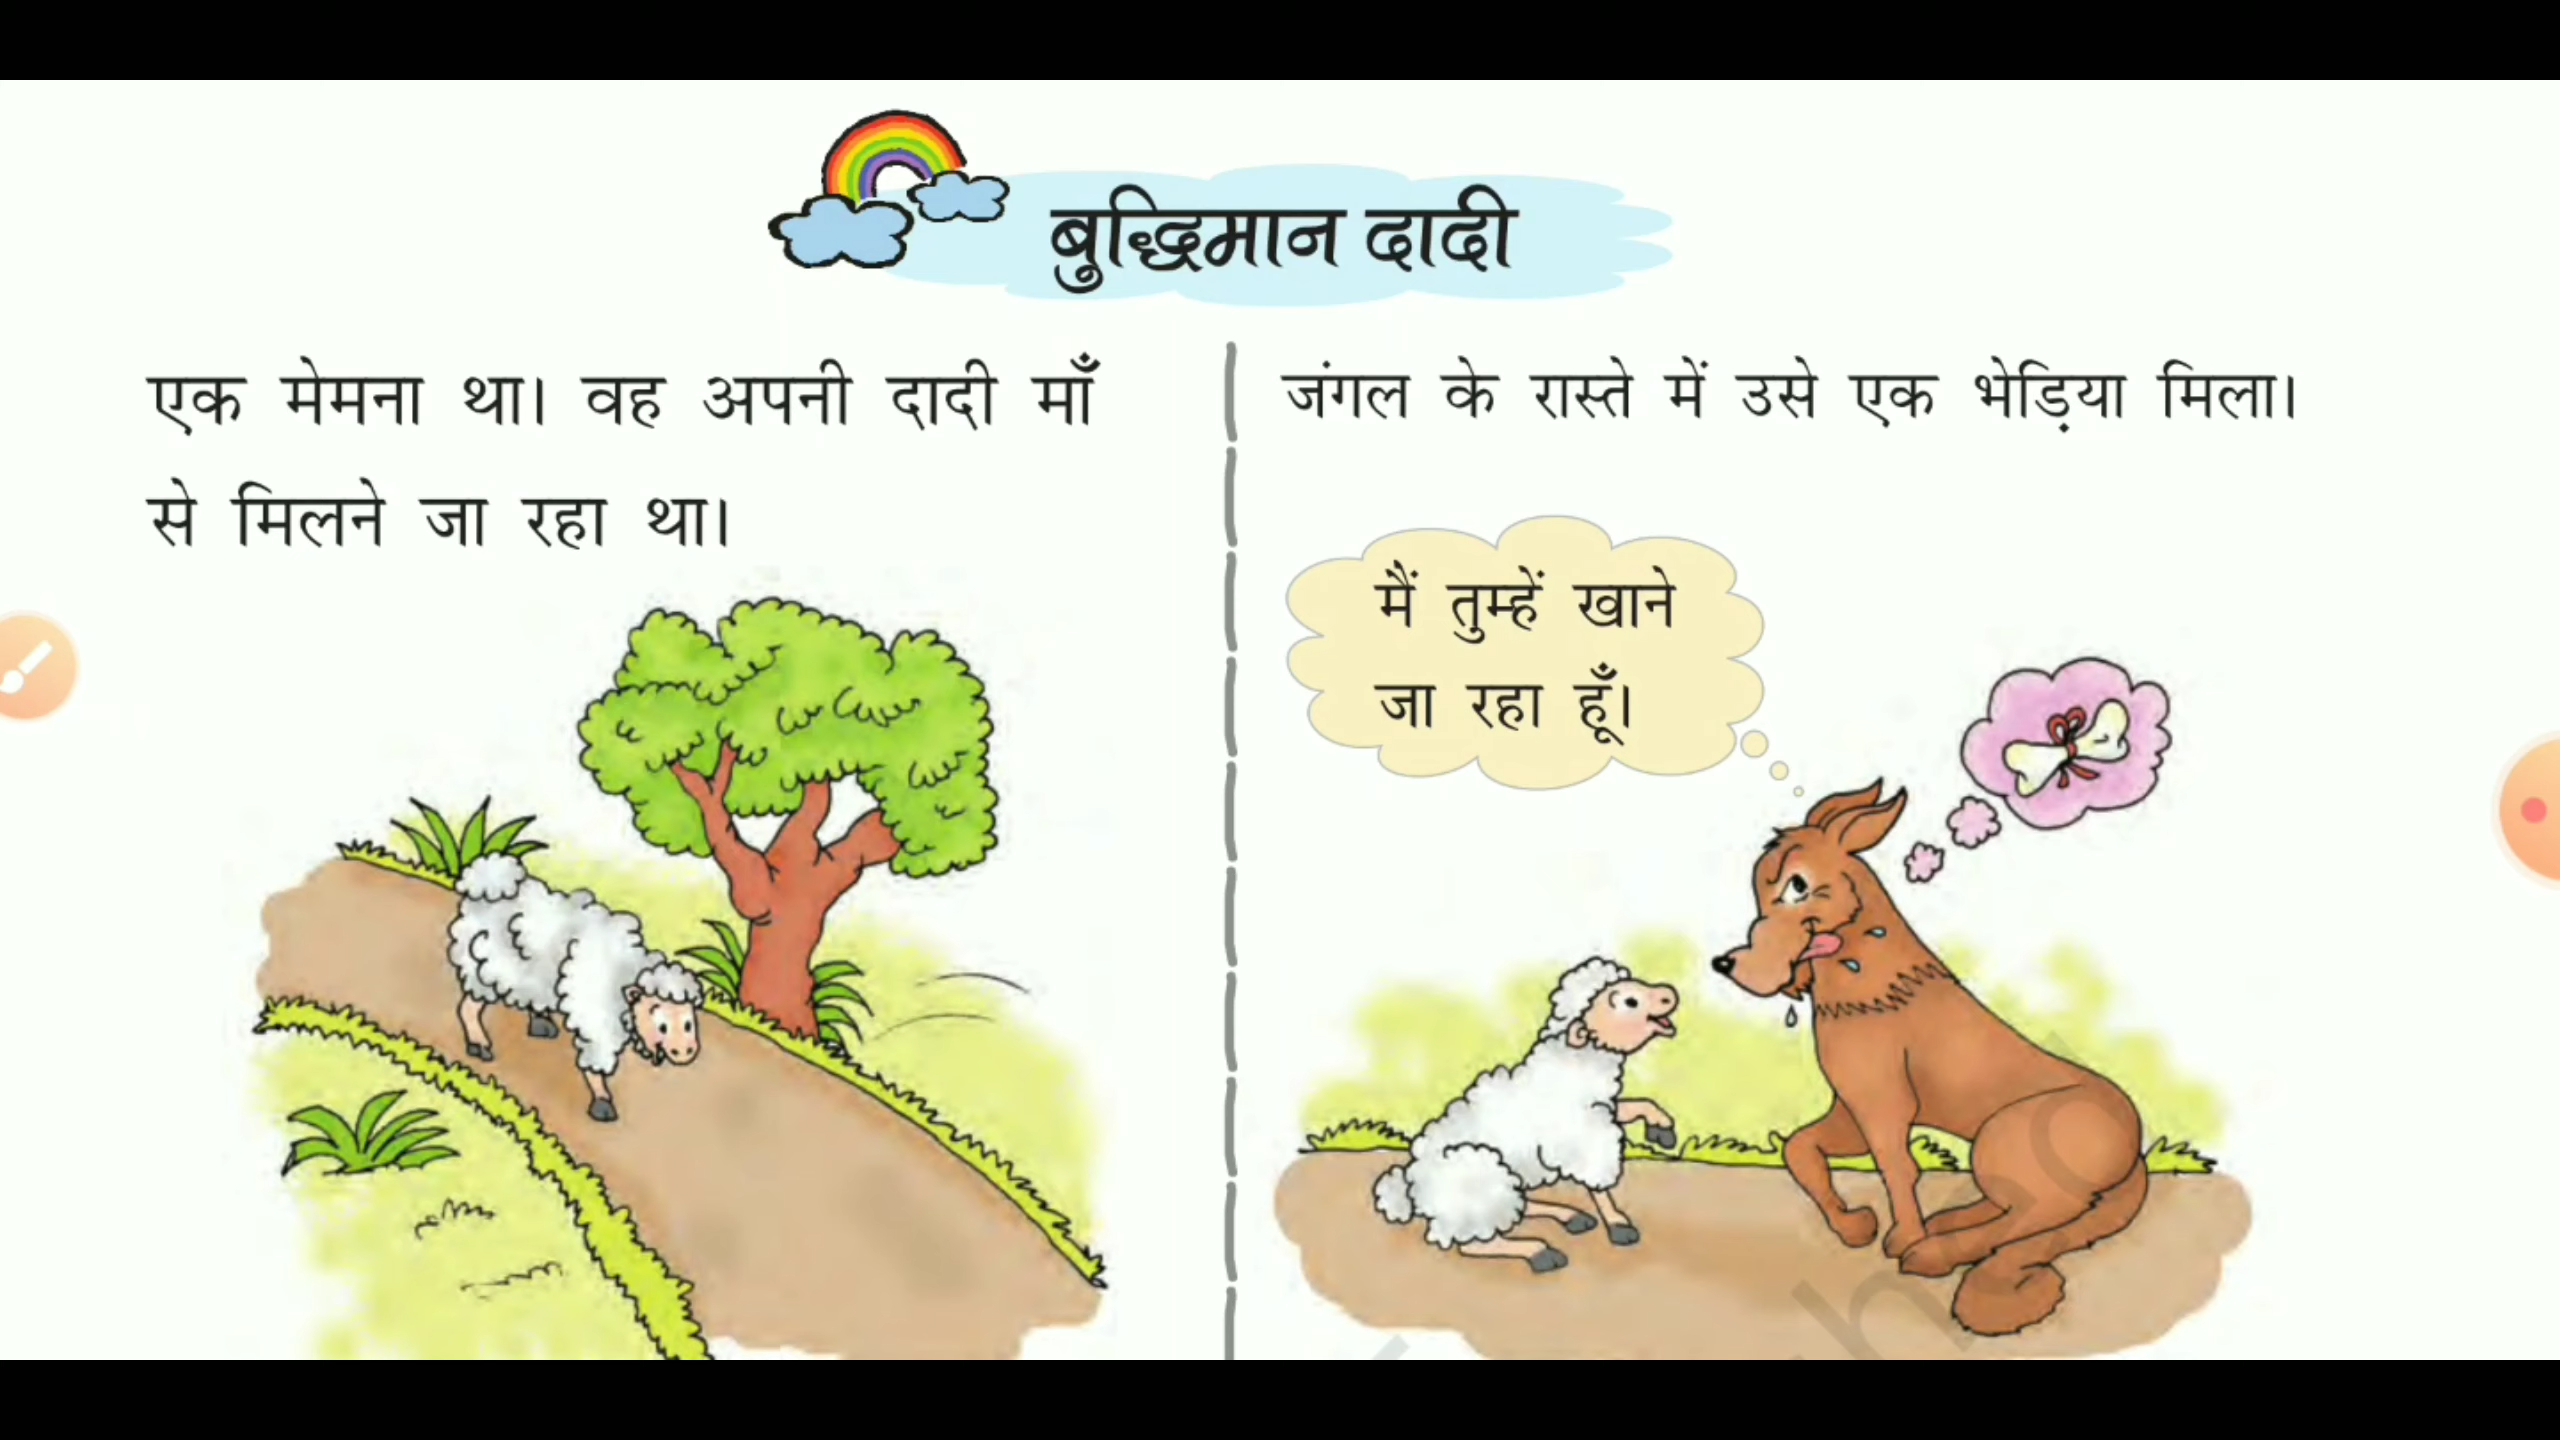 बुद्धिमान दादी
एक मेमना था। वह अपनी दादी माँ
से मिलने जा रहा था।
जंगल के रास्ते में उसे एक भेड़िया मिला।
मैं तुम्हें खाने
जा रहा हूँ।